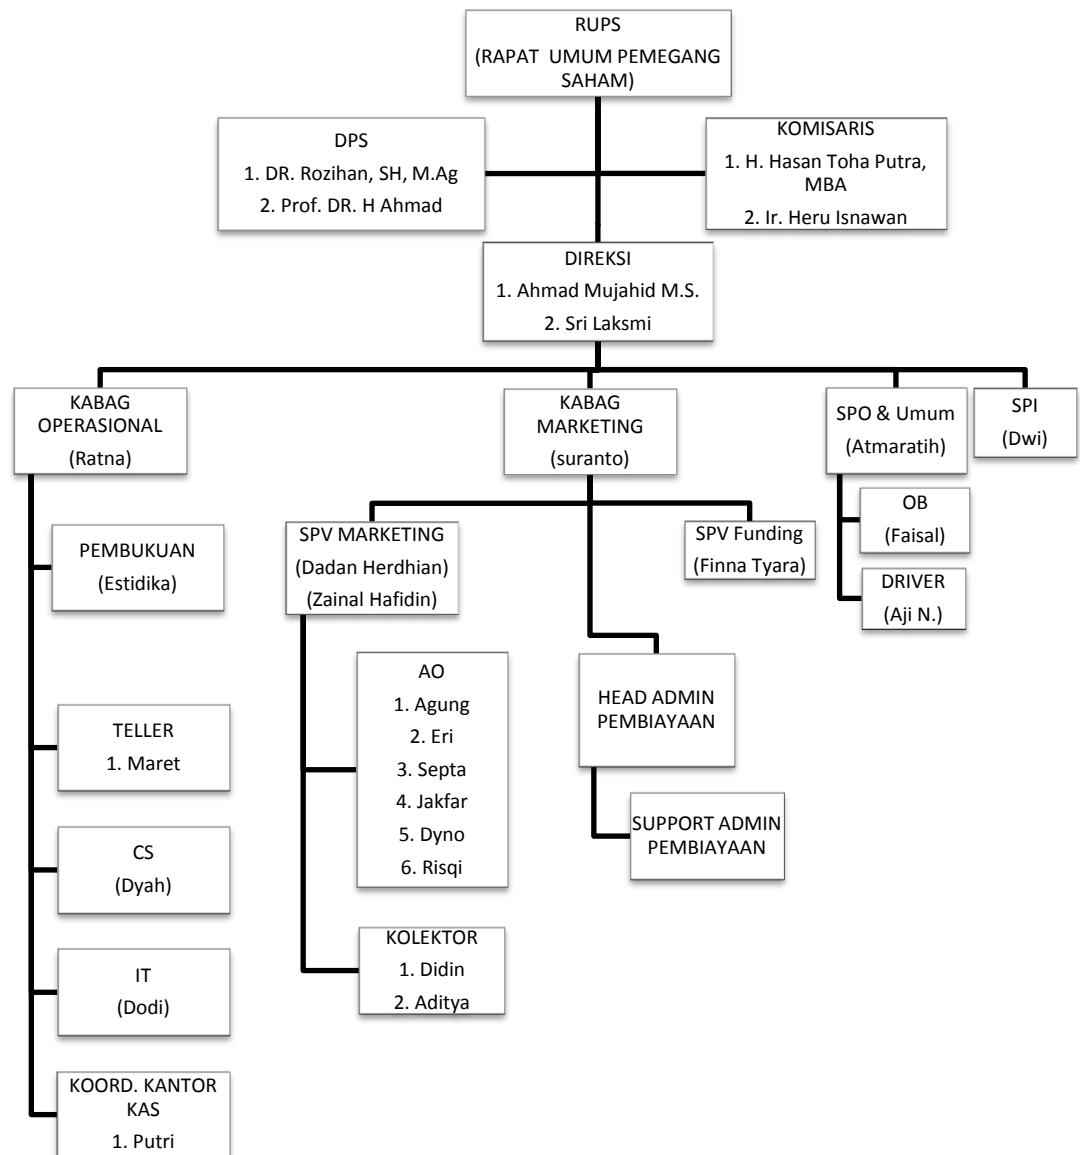 RUPS
(RAPAT UMUM PEMEGANG
SAHAM)
DPS
1. DR. Rozihan, SH, M.Ag
2. Prof. DR. H Ahmad
KOMISARIS
1. H. Hasan Toha Putra,
MBA
2. Ir. Heru Isnawan
DIREKSI
1. Ahmad Mujahid M.S.
2. Sri Laksmi
KABAG
OPERASIONAL
(Ratna)
KABAG
MARKETING
(suranto)
SPO & Umum
(Atmaratih)
SPI
(Dwi)
PEMBUKUAN
(Estidika)
TELLER
1. Maret
CS
(Dyah)
IT
(Dodi)
KOORD. KANTOR
KAS
1. Putri
SPV MARKETING
(Dadan Herdhian)
(Zainal Hafidin)
AO
1. Agung
2. Eri
3. Septa
4. Jakfar
5. Dyno
6. Risqi
KOLEKTOR
1. Didin
2. Aditya
SPV Funding
(Finna Tyara)
HEAD ADMIN
PEMBIAYAAN
SUPPORT ADMIN
PEMBIAYAAN
OB
(Faisal)
DRIVER
(Aji N.)